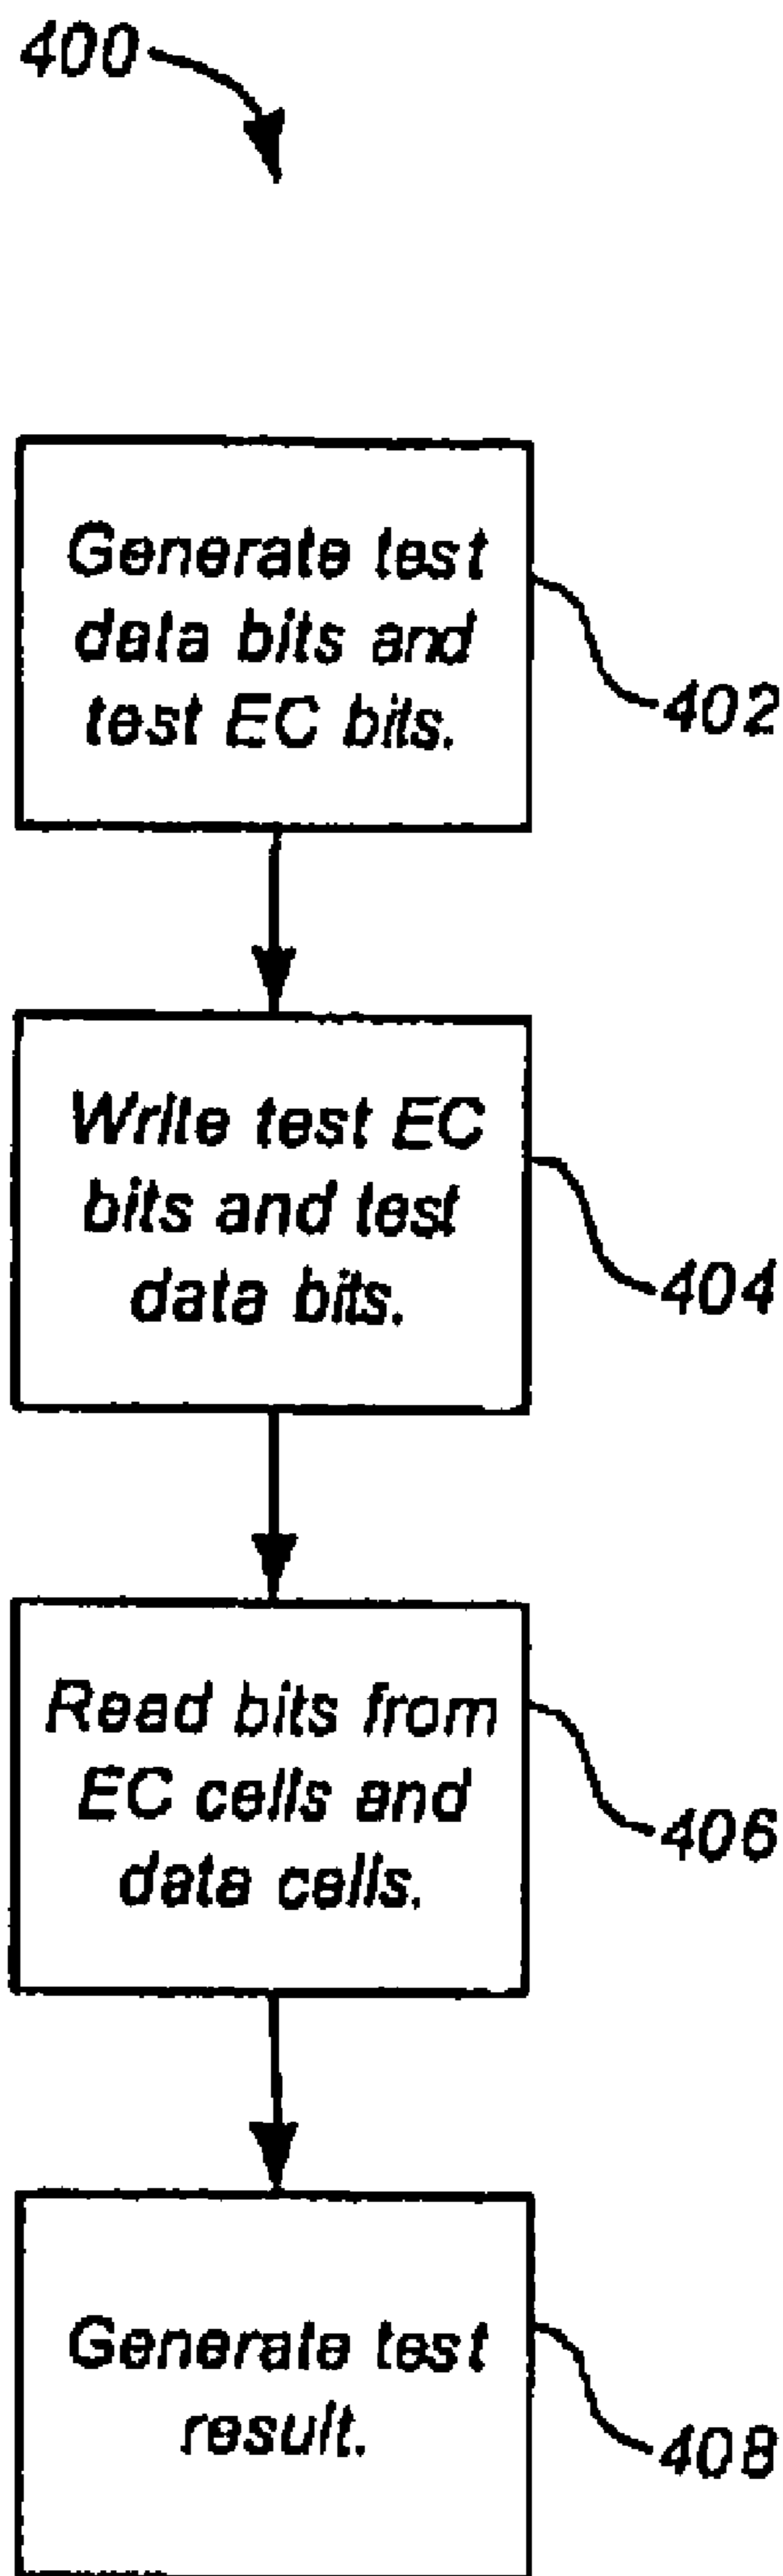 400
Generate test
data bits and
test EC bits.
402
Write test EC
bits and test
data bits.
404
Read bits from
EC cells and
data cells.
406
Generate test
result.
408